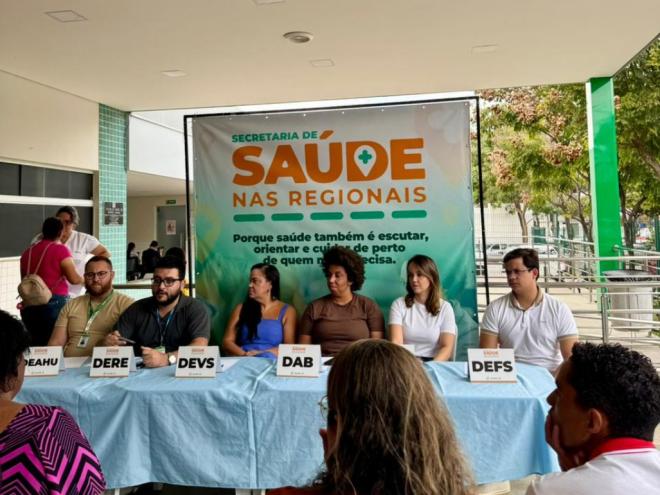 SECRETARIA DE
SAÚDE
NAS REGIONAIS
Porque saúde também é escutar,
orientar e cuidar de perto
de quem
EAHU
DERE
DEVS
DAB
DEFS